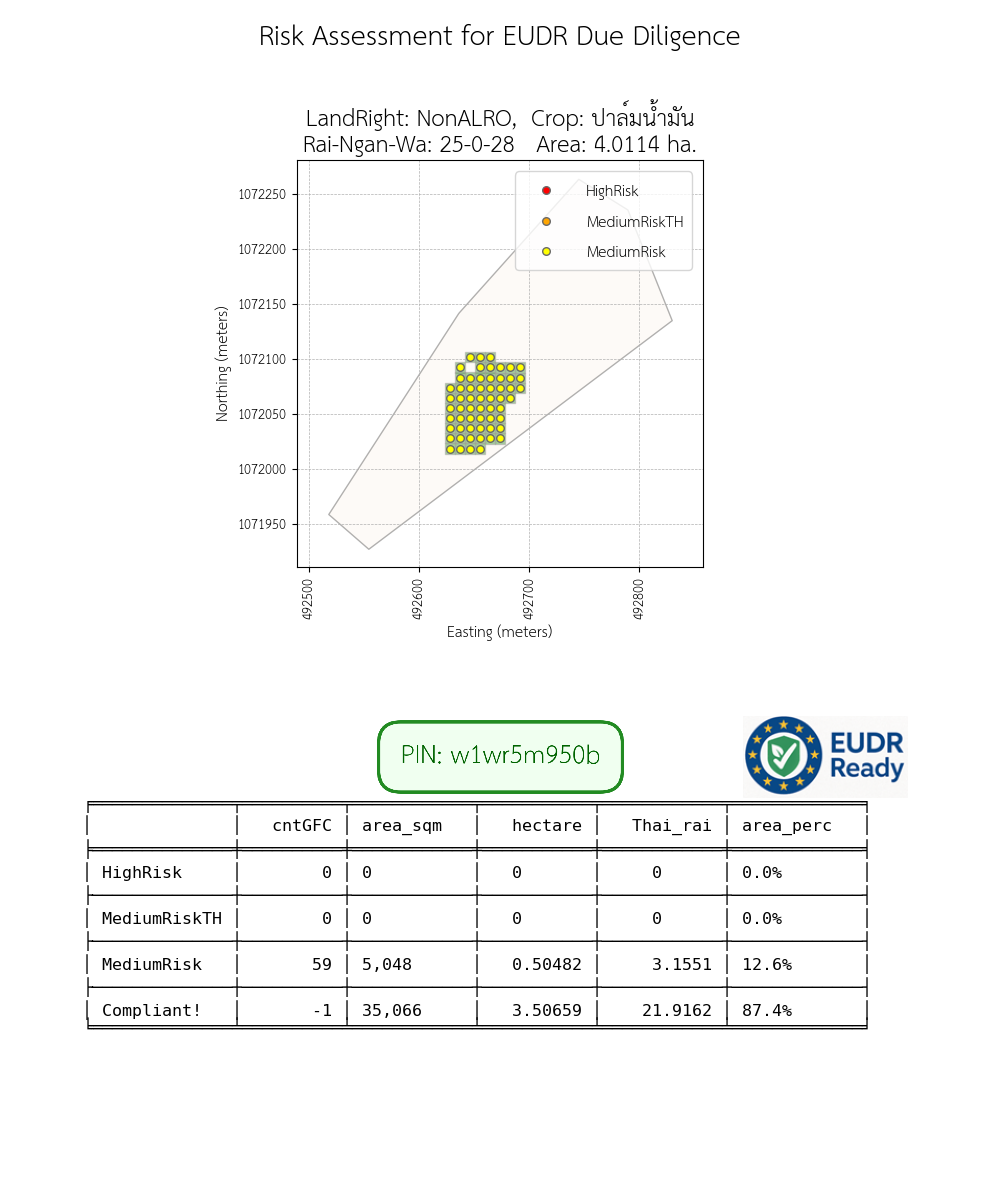 Risk Assessment for EUDR Due Diligence
LandRight: NonALRO, Crop: ปาล์มน้ำมัน
Rai-Ngan-Wa: 25-0-28 Area: 4.0114 ha.
HighRisk
MediumRiskTH
MediumRisk
1072250
1072200
1072150
1072100
1072050
1072000
1071950
Northing (meters)
492500
492600
492700
492800
Easting (meters)
PIN: w1wr5m950b
EUDR
Ready
cntGFC area_sqm hectare Thai_rai area_perc
HighRisk 0 0 0 0 0.0%
MediumRiskTH 0 0 0 0 0.0%
MediumRisk 59 5,048 0.50482 3.1551 12.6%
Compliant! -1 35,066 3.50659 21.9162 87.4%